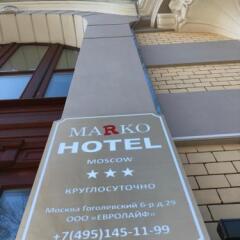 MARKO
HOTEL
MOSCOW
★★★
КРУГЛОСУТОЧНО
Москва Гоголевский б-р д.29
ООО «ЕВРОЛАЙФ»
+7(495)145-11-99